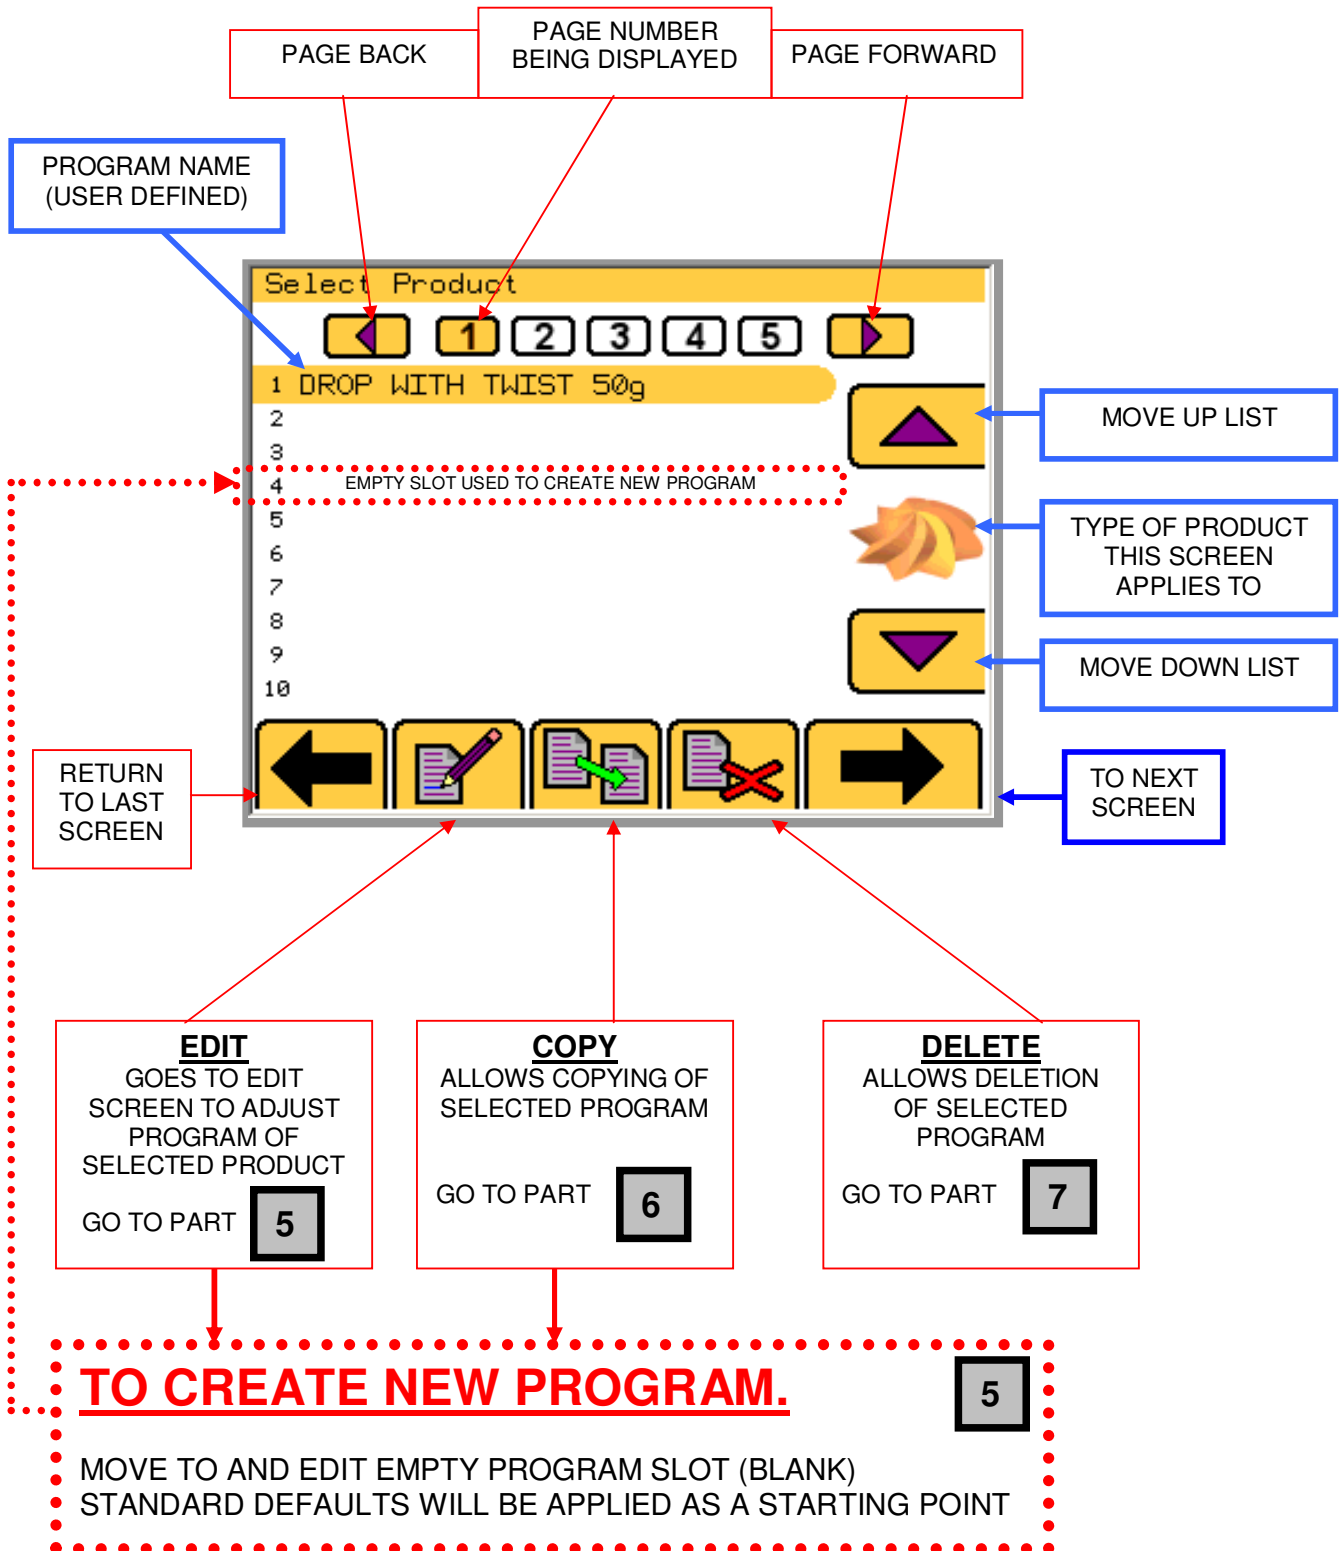 PAGE BACK
PAGE NUMBER
BEING DISPLAYED
PAGE FORWARD
PROGRAM NAME
(USER DEFINED)
Select Product
1 2 3 4 5
1 DROP WITH TWIST 50g
2
3
4 EMPTY SLOT USED TO CREATE NEW PROGRAM
5
6
7
8
9
10
MOVE UP LIST
TYPE OF PRODUCT
THIS SCREEN
APPLIES TO
MOVE DOWN LIST
RETURN
TO LAST
SCREEN
TO NEXT
SCREEN
EDIT
GOES TO EDIT
SCREEN TO ADJUST
PROGRAM OF
SELECTED PRODUCT
GO TO PART 5
COPY
ALLOWS COPYING OF
SELECTED PROGRAM
GO TO PART 6
DELETE
ALLOWS DELETION
OF SELECTED
PROGRAM
GO TO PART 7
TO CREATE NEW PROGRAM. 5
MOVE TO AND EDIT EMPTY PROGRAM SLOT (BLANK)
STANDARD DEFAULTS WILL BE APPLIED AS A STARTING POINT